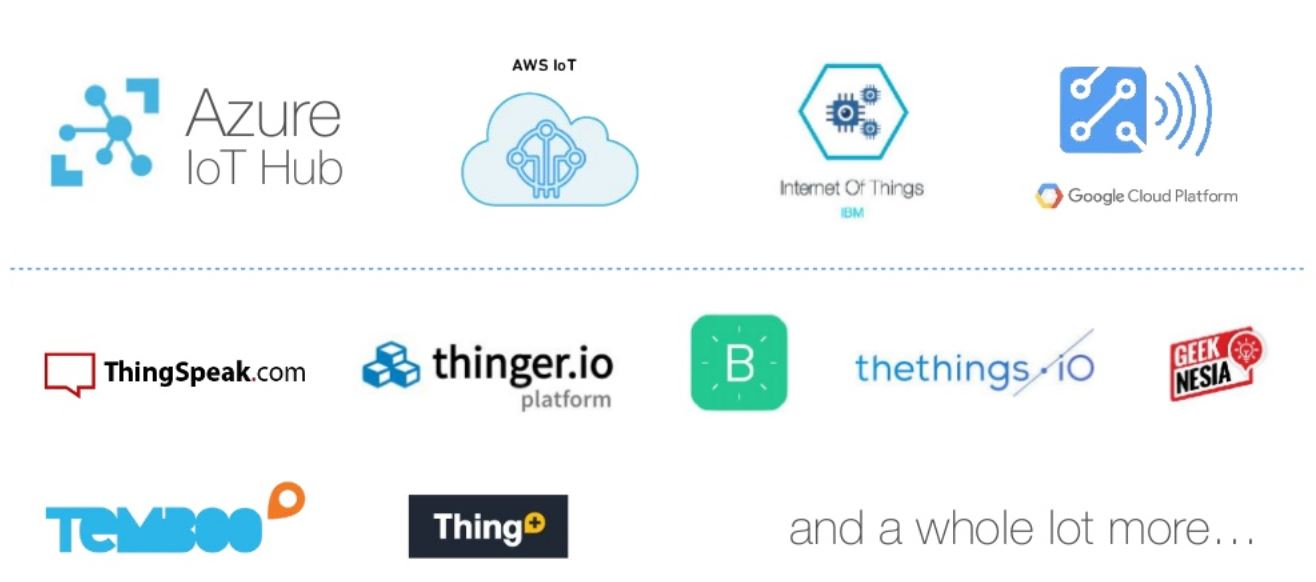 Azure
IoT Hub
AWS IoT
Internet Of Things
IBM
Google Cloud Platform
ThingSpeak.com
thinger.io
platform
B
thethings.iO
GEEK
NESIA
TEMBOO
Thing+
and a whole lot more...